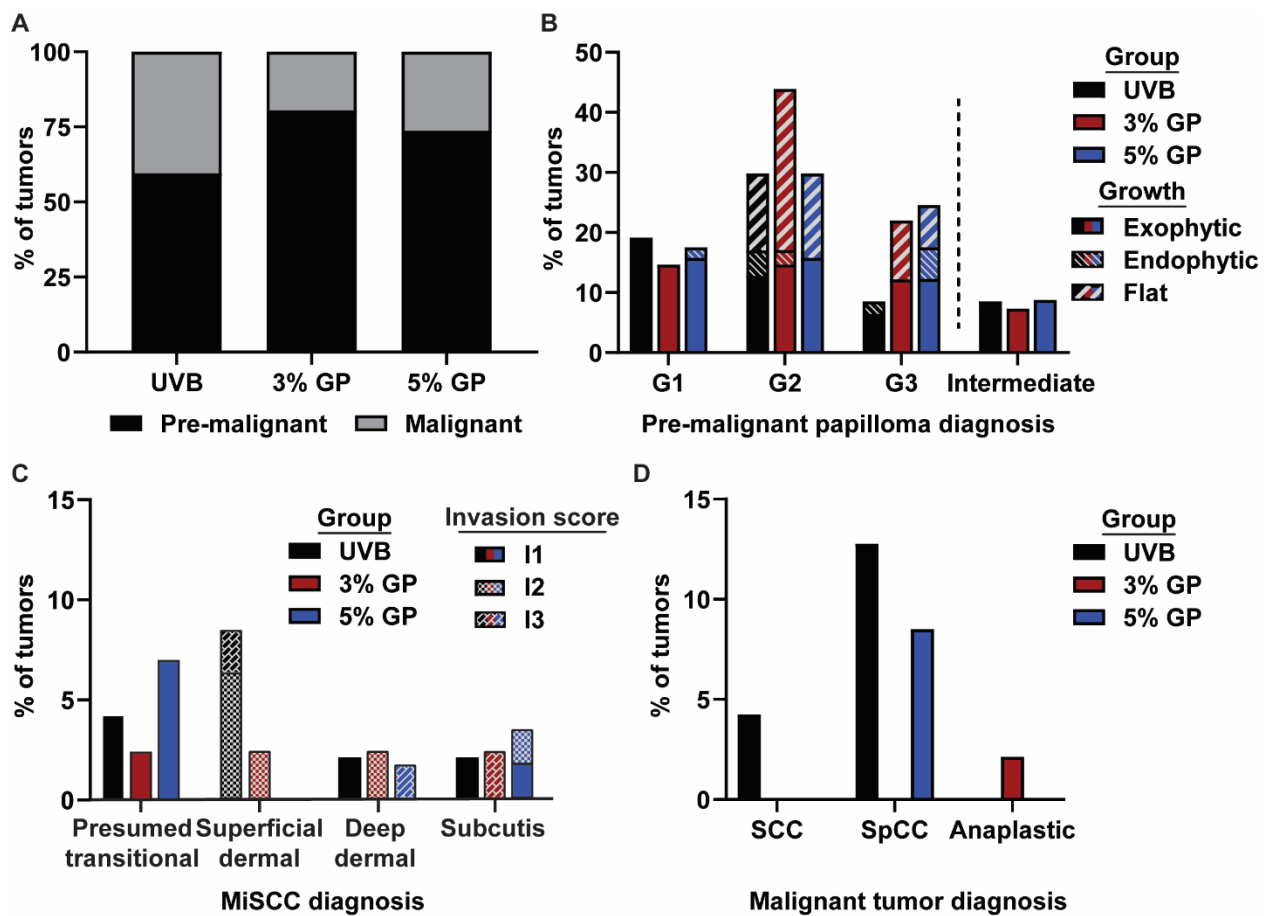 A
100
75
50
25
0
% of tumors
UVB 3% GP 5% GP
Pre-malignant Malignant
B
50
40
30
20
10
0
% of tumors
G1 G2 G3 Intermediate
Pre-malignant papilloma diagnosis
Group
UVB
3% GP
5% GP
Growth
Exophytic
Endophytic
Flat
C
15
10
5
0
% of tumors
Group
UVB
3% GP
5% GP
Invasion score
I1
I2
I3
Presumed Superficial Deep Subcutis
transitional dermal dermal
MiSCC diagnosis
D
15
10
5
0
% of tumors
Group
UVB
3% GP
5% GP
SCC SpCC Anaplastic
Malignant tumor diagnosis